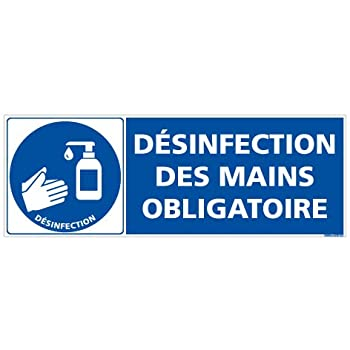 DÉSINFECTION
DÉSINFECTION
DES MAINS
OBLIGATOIRE